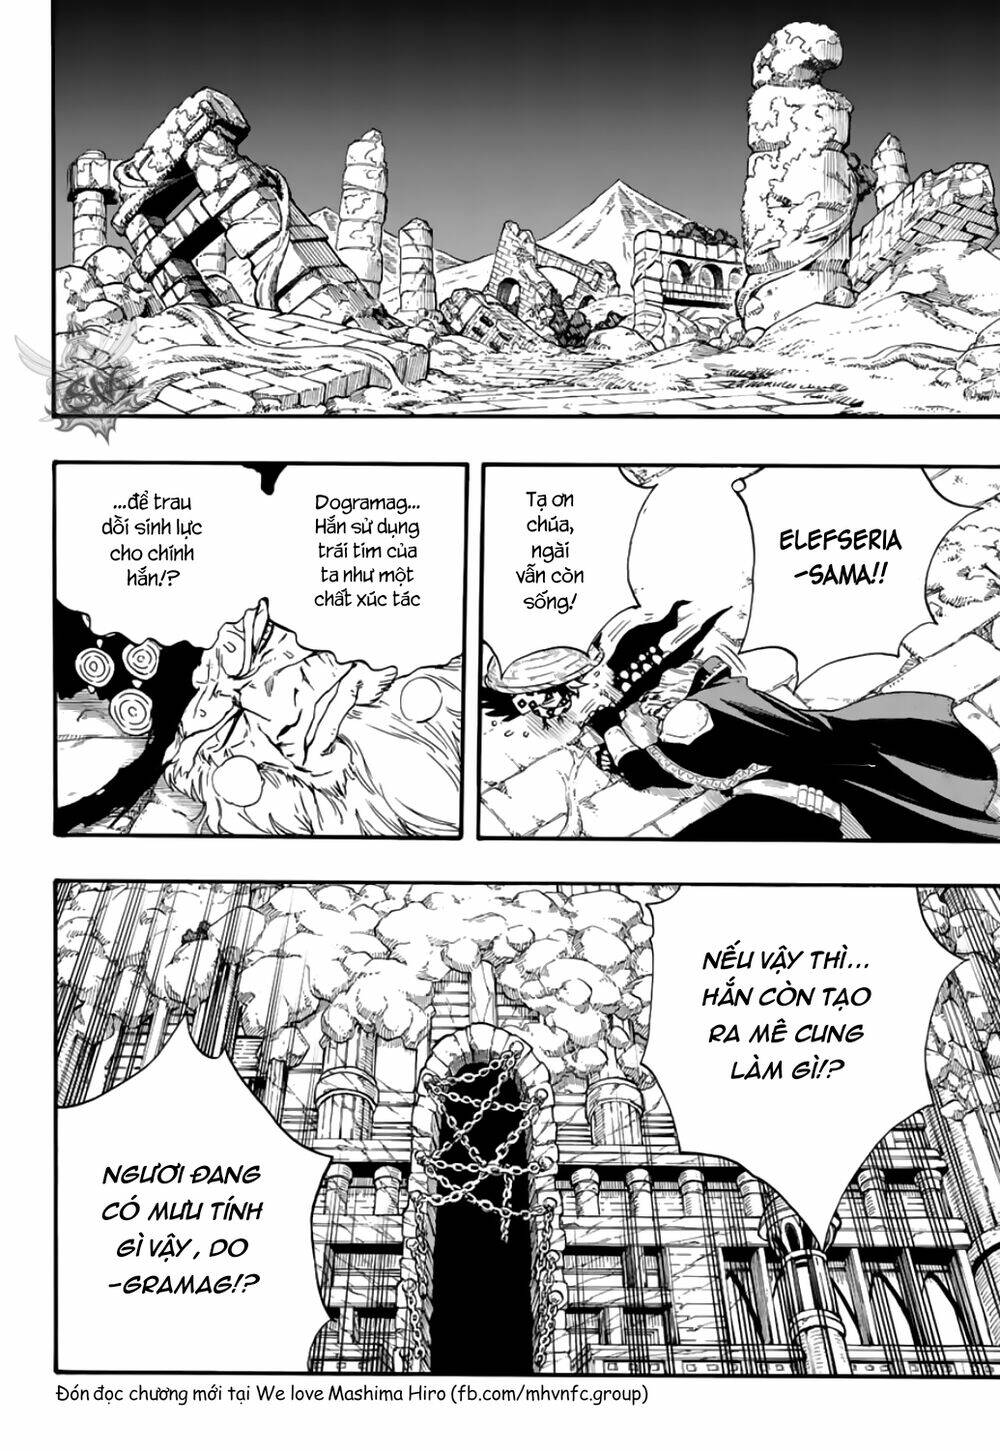 ELEFSERIA
-SAMA!!
Tạ ơn
chúa,
ngài
vẫn còn
sống!
Dogramag...
Hắn sử dụng
trái tim của
ta như một
chất xúc tác
...để trau
dồi sinh lực
cho chính
hắn!?
NẾU VẬY THÌ...
HẮN CÒN TẠO
RA MÊ CUNG
LÀM GÌ!?
NGƯƠI ĐANG
CÓ MƯU TÍNH
GÌ VẬY, DO
-GRAMAG!?
Đón đọc chương mới tại We love Mashima Hiro (fb.com/mhvnfc.group)